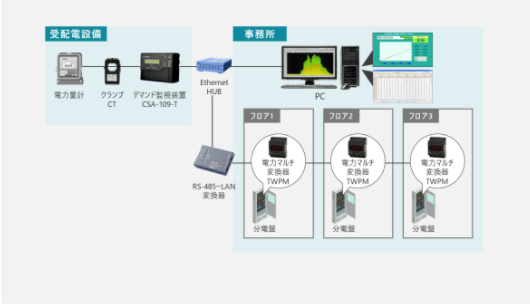 受配電設備
事務所
電力量計
クランプ
CT
デマンド監視装置
CSA-109-T
Ethernet
HUB
PC
RS-485-LAN
変換器
フロア1
電力マルチ
変換器
TWPM
分電盤
フロア2
電力マルチ
変換器
TWPM
分電盤
フロア3
電力マルチ
変換器
TWPM
分電盤